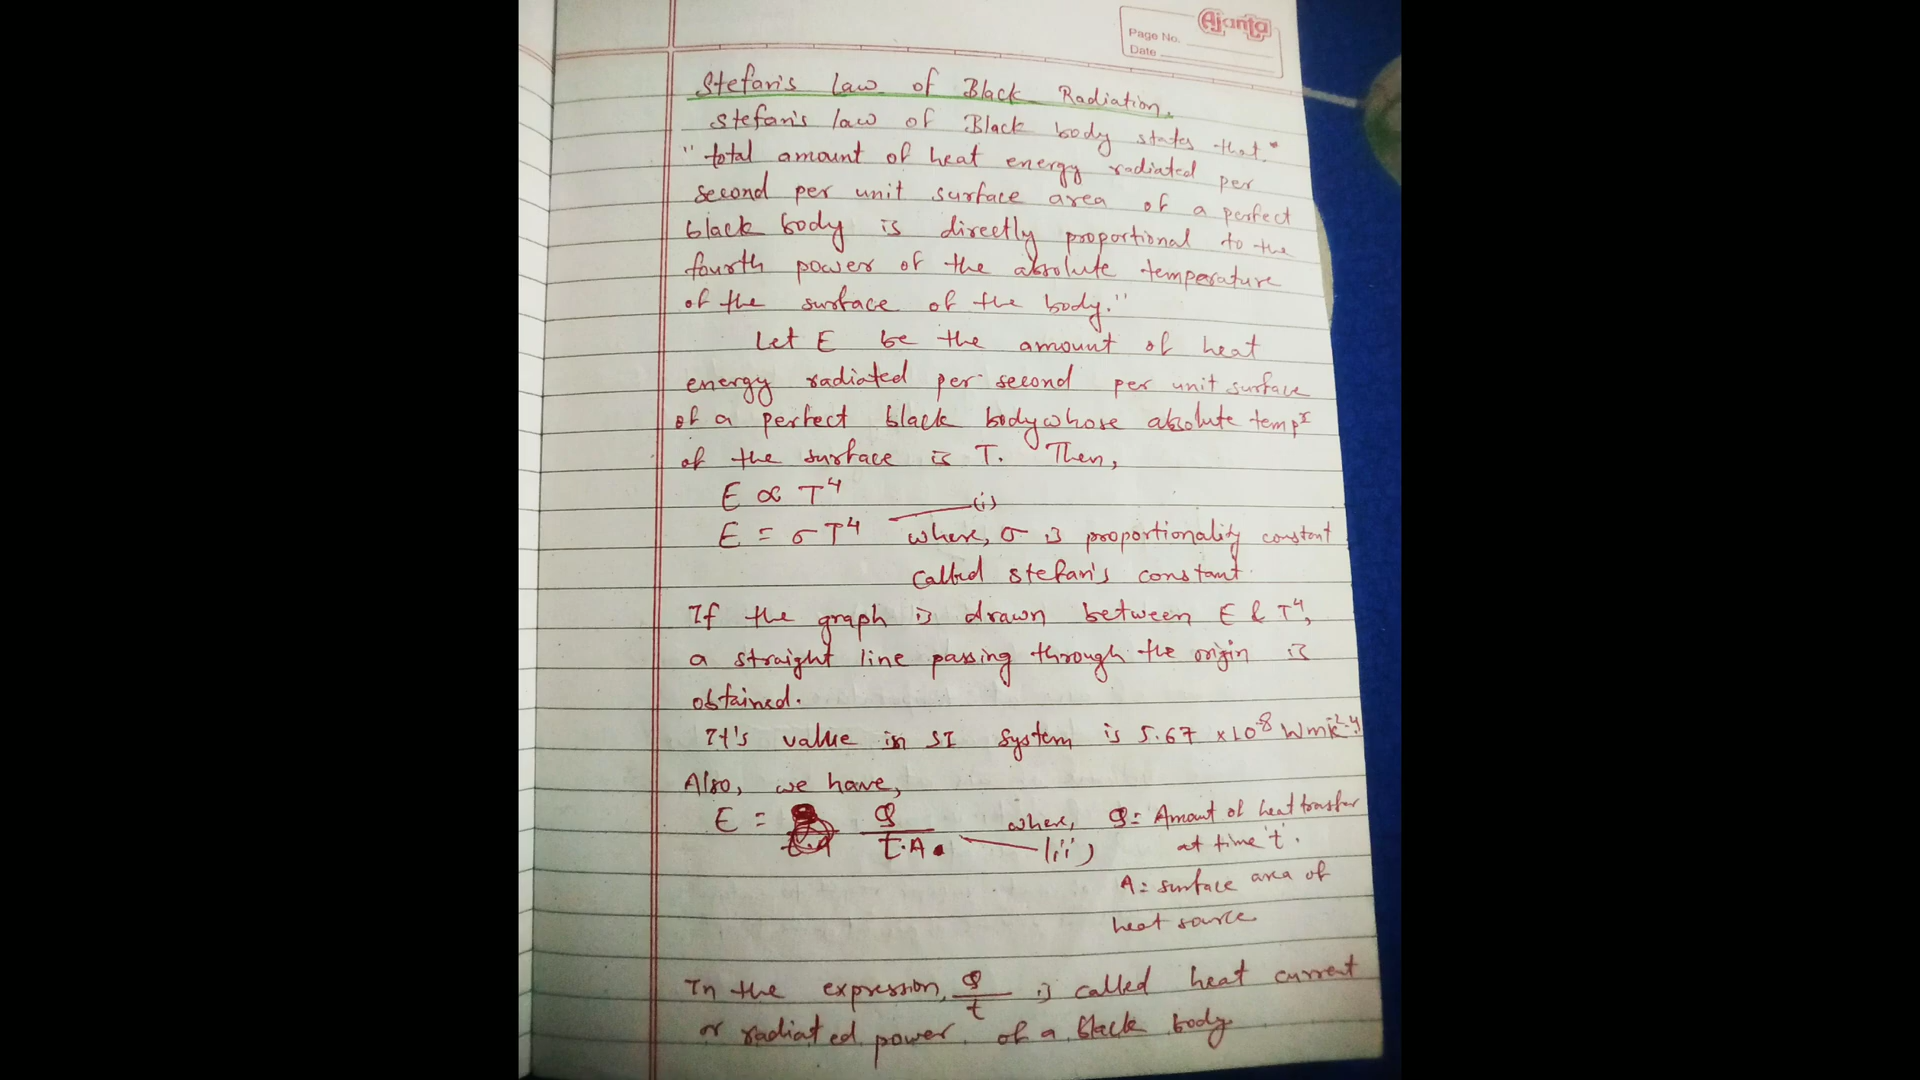 Ajanta
Page No.
Date
Stefan's law of Black Radiation.
Stefan's law of Black body states that
"total amount of heat energy radiated per
second per unit surface area of a perfect
black body is directly proportional to the
fourth power of the absolute temperature
of the surface of the body."
Let E be the amount of heat
energy radiated per second per unit surface
of a perfect black body whose absolute tempr
of the surface is T. Then,
E ∝ T⁴
E = σT⁴ (i) where, σ is proportionality constant
called stefan's constant.
If the graph is drawn between E & T⁴,
a straight line passing through the origin is
obtained.
It's value in SI system is 5.67 ×10⁻⁸ Wm⁻²K⁻⁴
Also, we have,
E = Q/t.A. (ii) where, Q = Amount of heat transfer
at time 't'.
A = surface area of
heat source
In the expression, Q/t is called heat current
or radiated power of a black body.